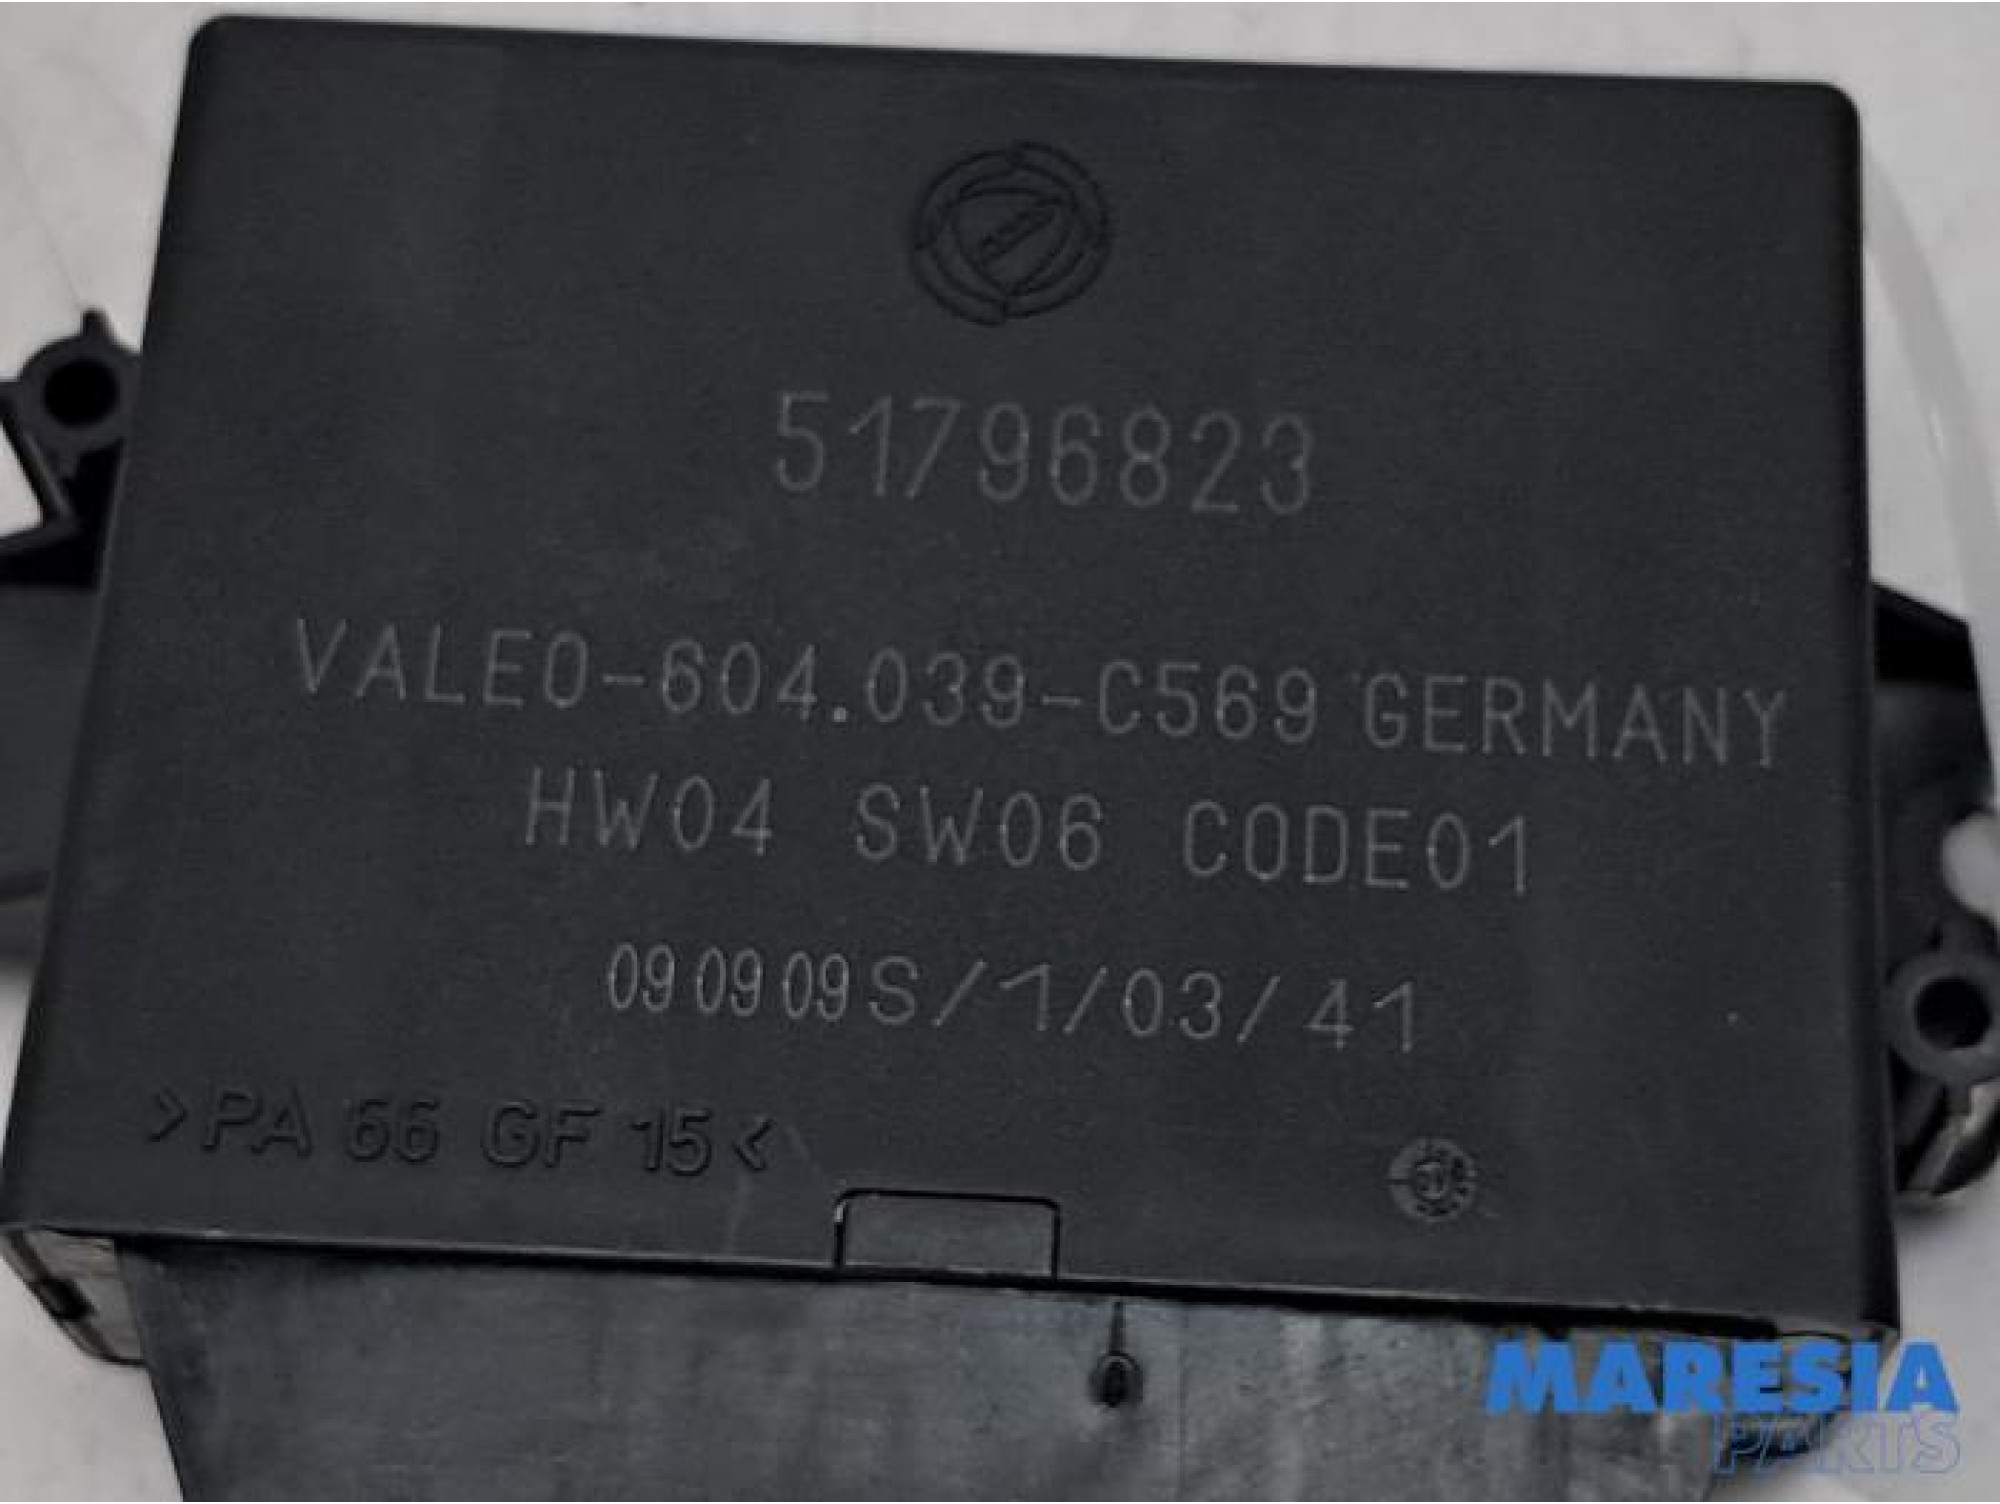 51796823
VALEO-604.039-C569 GERMANY
HW04 SW06 CODE01
09 09 09 S/1/03/41
>PA 66 GF 15<
MARESIA
PARTS